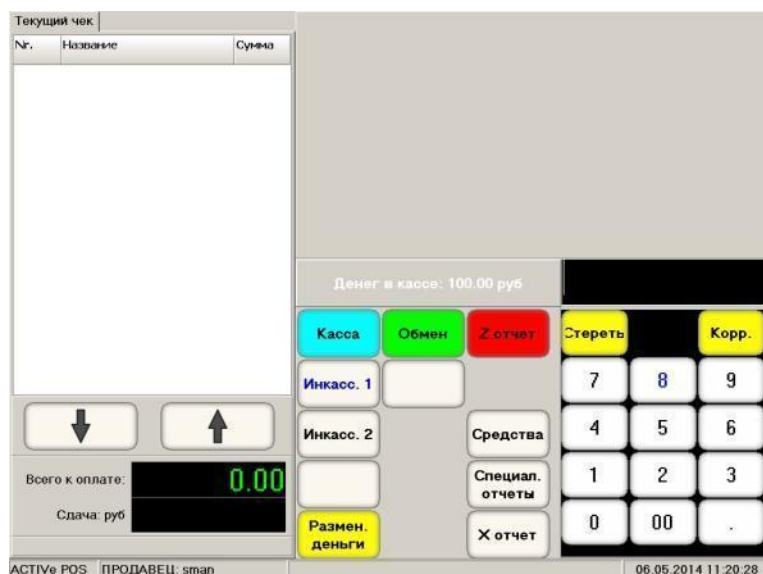 Текущий чек
Nr. Название Сумма
Денег в кассе: 100.00 руб
Касса Обмен Z отчет Стереть Корр.
Инкасс. 1 7 8 9
Инкасс. 2 Средства 4 5 6
Всего к оплате: 0.00 Специал. отчеты 1 2 3
Сдача: руб Размен. деньги X отчет 0 00 .
ACTIVe POS ПРОДАВЕЦ: sman 06.05.2014 11:20:28